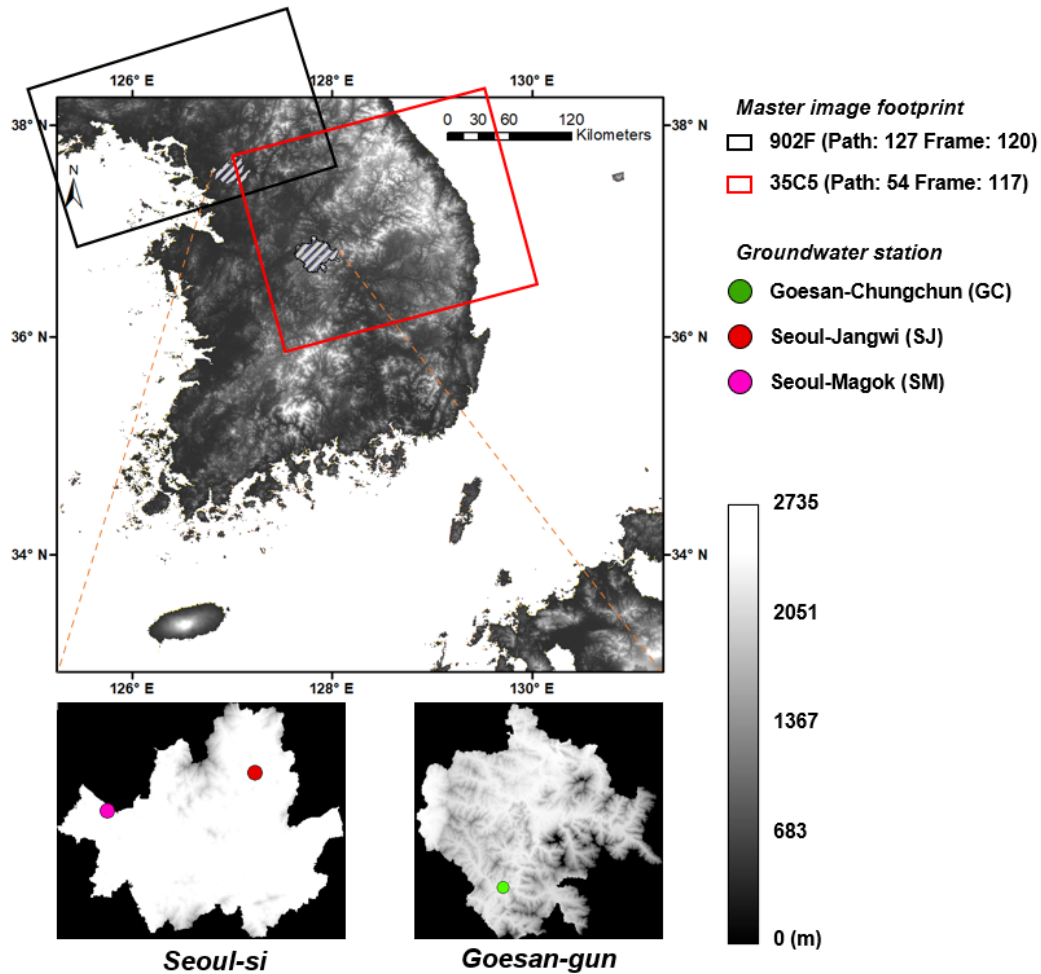 126° E
128° E
130° E
38° N
38° N
0 30 60 120
Kilometers
N
36° N
36° N
34° N
34° N
126° E
128° E
130° E
Master image footprint
902F (Path: 127 Frame: 120)
35C5 (Path: 54 Frame: 117)
Groundwater station
Goesan-Chungchun (GC)
Seoul-Jangwi (SJ)
Seoul-Magok (SM)
2735
2051
1367
683
0 (m)
Seoul-si
Goesan-gun